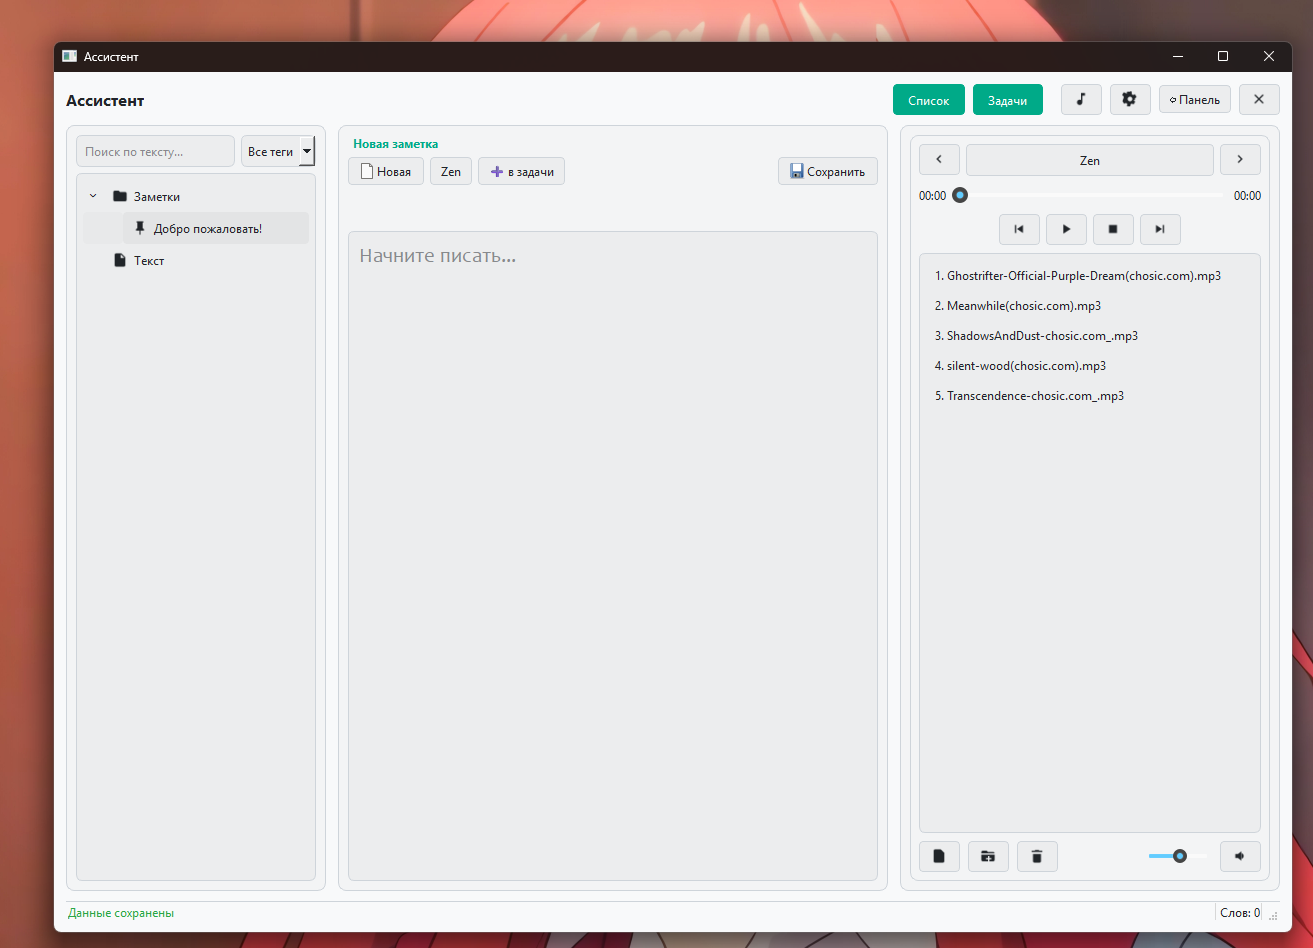 Ассистент
Ассистент
Список
Задачи
Панель
Поиск по тексту...
Все теги
Заметки
Добро пожаловать!
Текст
Новая заметка
Новая
Zen
в задачи
Сохранить
Начните писать...
Zen
00:00
00:00
1. Ghostrifter-Official-Purple-Dream(chosic.com).mp3
2. Meanwhile(chosic.com).mp3
3. ShadowsAndDust-chosic.com_.mp3
4. silent-wood(chosic.com).mp3
5. Transcendence-chosic.com_.mp3
Данные сохранены
Слов: 0